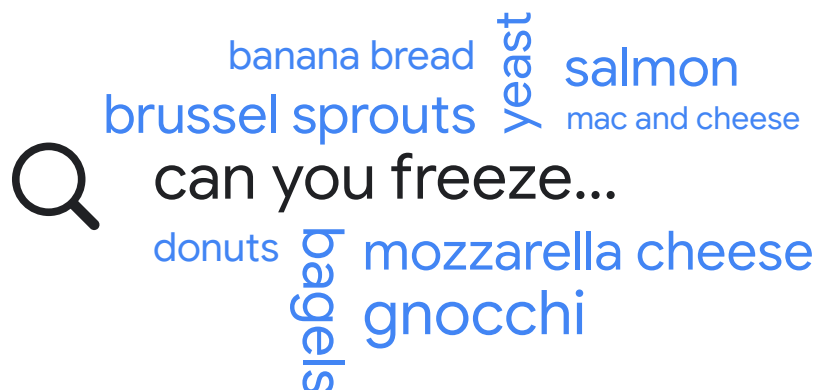 banana bread
yeast
salmon
brussel sprouts
mac and cheese
can you freeze...
donuts
bagels
mozzarella cheese
gnocchi